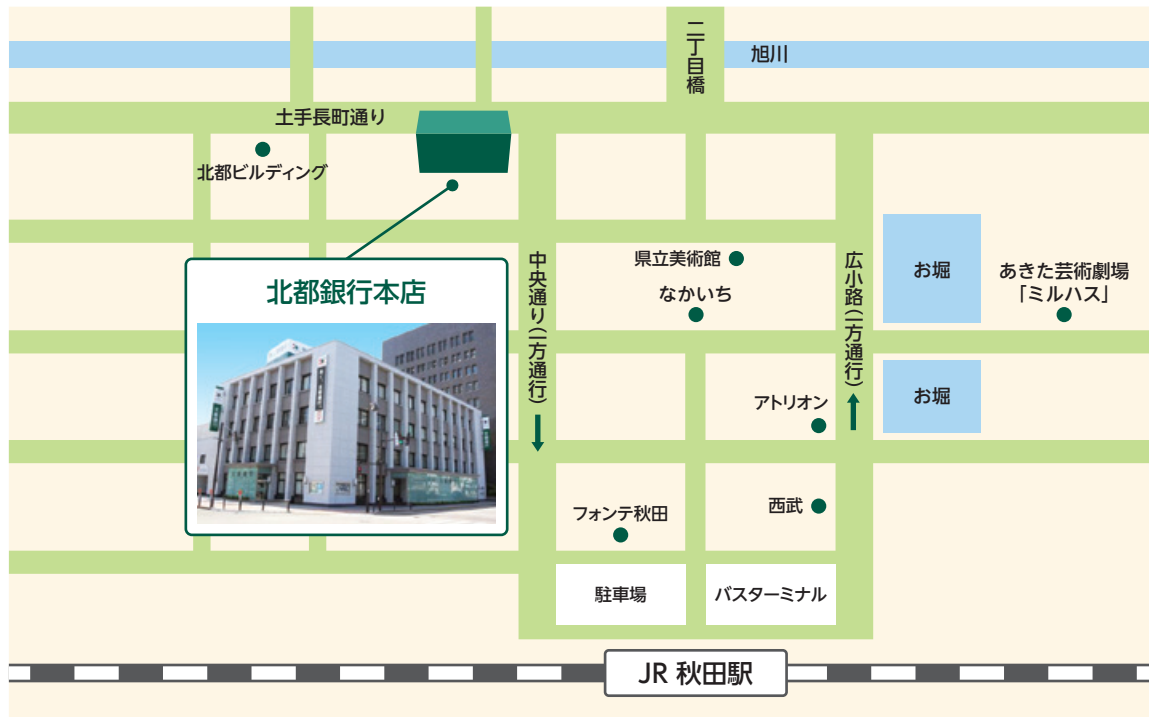 二丁目橋
旭川
土手長町通り
北都ビルディング
北都銀行本店
中央通り(一方通行)
県立美術館
なかいち
広小路(一方通行)
お堀
あきた芸術劇場
「ミルハス」
アトリオン
お堀
フォンテ秋田
西武
駐車場
バスターミナル
JR 秋田駅